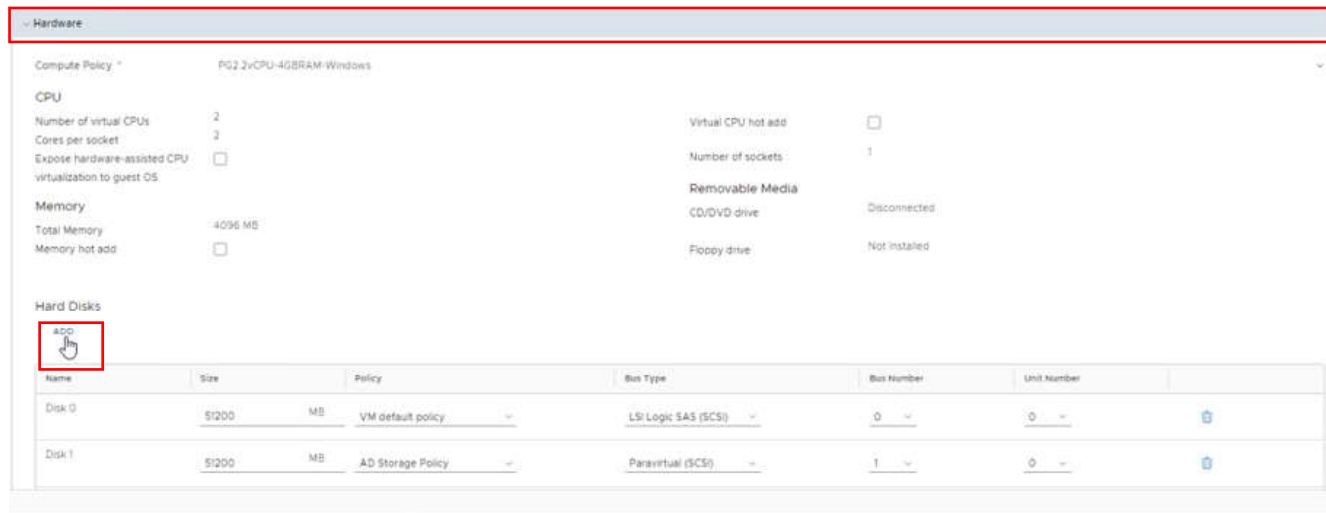 Hardware
Compute Policy * PG2.2vCPU-4GBRAM-Windows
CPU
Number of virtual CPUs 2
Cores per socket 2
Expose hardware-assisted CPU
virtualization to guest OS
Virtual CPU hot add
Number of sockets 1
Memory
Total Memory 4096 MB
Memory hot add
Removable Media
CD/DVD drive Disconnected
Floppy drive Not installed
Hard Disks
ADD
Name Size Policy Bus Type Bus Number Unit Number
Disk 0 51200 MB VM default policy LSI Logic SAS (SCSI) 0 0
Disk 1 51200 MB AD Storage Policy Paravirtual (SCSI) 1 0